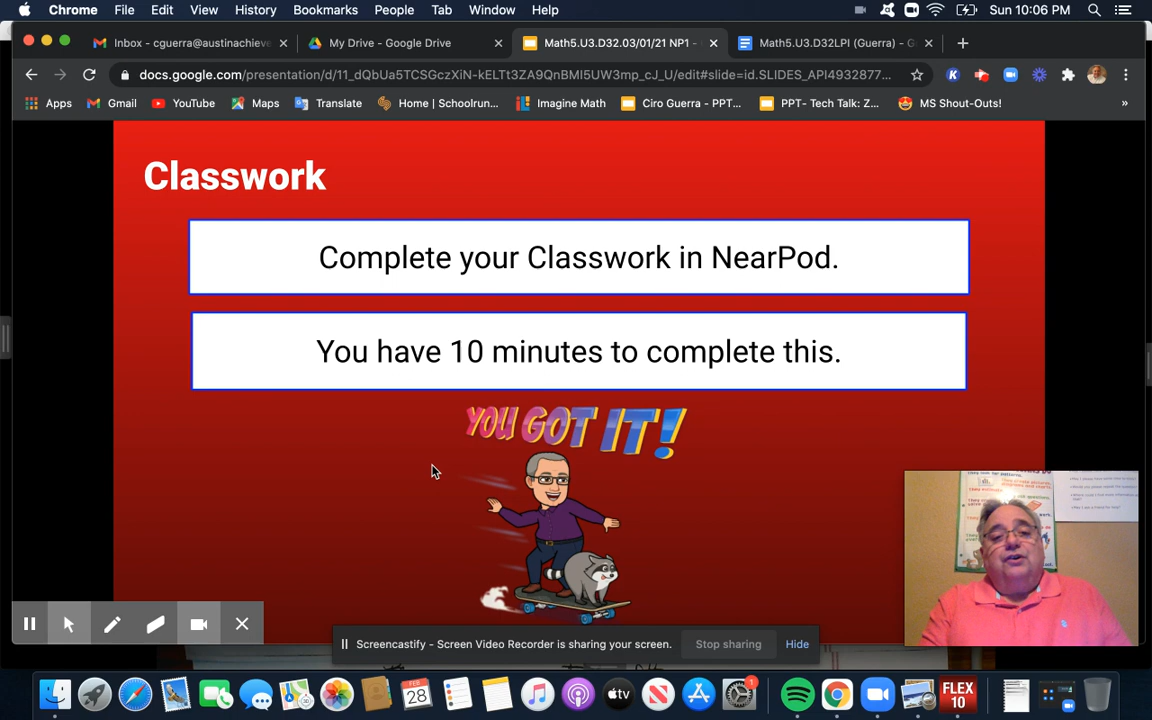 Chrome File Edit View History Bookmarks People Tab Window Help Sun 10:06 PM
Inbox - cguerra@austinachieve My Drive - Google Drive Math5.U3.D32.03/01/21 NP1 - Math5.U3.D32LPI (Guerra) - G
docs.google.com/presentation/d/11_dQbUa5TCSGczXiN-kELTt3ZA9QnBMI5UW3mp_cJ_U/edit#slide=id.SLIDES_API4932877...
Apps Gmail YouTube Maps Translate Home | Schoolrun... Imagine Math Ciro Guerra - PPT... PPT- Tech Talk: Z... MS Shout-Outs! »
Classwork
Complete your Classwork in NearPod.
You have 10 minutes to complete this.
YOU GOT IT!
Screencastify - Screen Video Recorder is sharing your screen. Stop sharing Hide
FEB
28
tv
1
FLEX
10